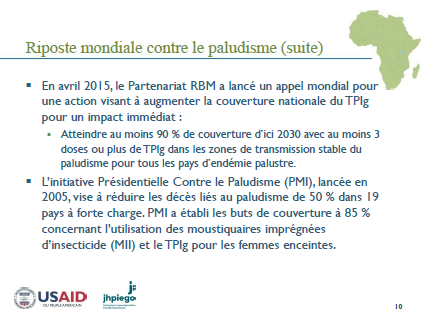 Riposte mondiale contre le paludisme (suite)
▪ En avril 2015, le Partenariat RBM a lancé un appel mondial pour
une action visant à augmenter la couverture nationale du TPIg
pour un impact immédiat :
▪ Atteindre au moins 90 % de couverture d'ici 2030 avec au moins 3
doses ou plus de TPIg dans les zones de transmission stable du
paludisme pour tous les pays d'endémie palustre.
▪ L'initiative Présidentielle Contre le Paludisme (PMI), lancée en
2005, vise à réduire les décès liés au paludisme de 50 % dans 19
pays à forte charge. PMI a établi les buts de couverture à 85 %
concernant l'utilisation des moustiquaires imprégnées
d'insecticide (MII) et le TPIg pour les femmes enceintes.
USAID
DU PEUPLE AMERICAIN
jhpiego
10